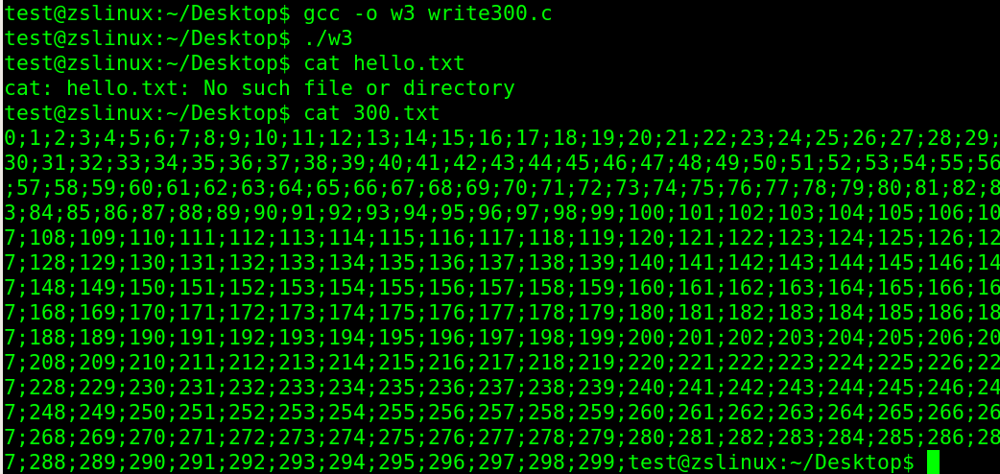 test@zslinux:~/Desktop$ gcc -o w3 write300.c
test@zslinux:~/Desktop$ ./w3
test@zslinux:~/Desktop$ cat hello.txt
cat: hello.txt: No such file or directory
test@zslinux:~/Desktop$ cat 300.txt
0;1;2;3;4;5;6;7;8;9;10;11;12;13;14;15;16;17;18;19;20;21;22;23;24;25;26;27;28;29;
30;31;32;33;34;35;36;37;38;39;40;41;42;43;44;45;46;47;48;49;50;51;52;53;54;55;56
;57;58;59;60;61;62;63;64;65;66;67;68;69;70;71;72;73;74;75;76;77;78;79;80;81;82;8
3;84;85;86;87;88;89;90;91;92;93;94;95;96;97;98;99;100;101;102;103;104;105;106;10
7;108;109;110;111;112;113;114;115;116;117;118;119;120;121;122;123;124;125;126;12
7;128;129;130;131;132;133;134;135;136;137;138;139;140;141;142;143;144;145;146;14
7;148;149;150;151;152;153;154;155;156;157;158;159;160;161;162;163;164;165;166;16
7;168;169;170;171;172;173;174;175;176;177;178;179;180;181;182;183;184;185;186;18
7;188;189;190;191;192;193;194;195;196;197;198;199;200;201;202;203;204;205;206;20
7;208;209;210;211;212;213;214;215;216;217;218;219;220;221;222;223;224;225;226;22
7;228;229;230;231;232;233;234;235;236;237;238;239;240;241;242;243;244;245;246;24
7;248;249;250;251;252;253;254;255;256;257;258;259;260;261;262;263;264;265;266;26
7;268;269;270;271;272;273;274;275;276;277;278;279;280;281;282;283;284;285;286;28
7;288;289;290;291;292;293;294;295;296;297;298;299;test@zslinux:~/Desktop$